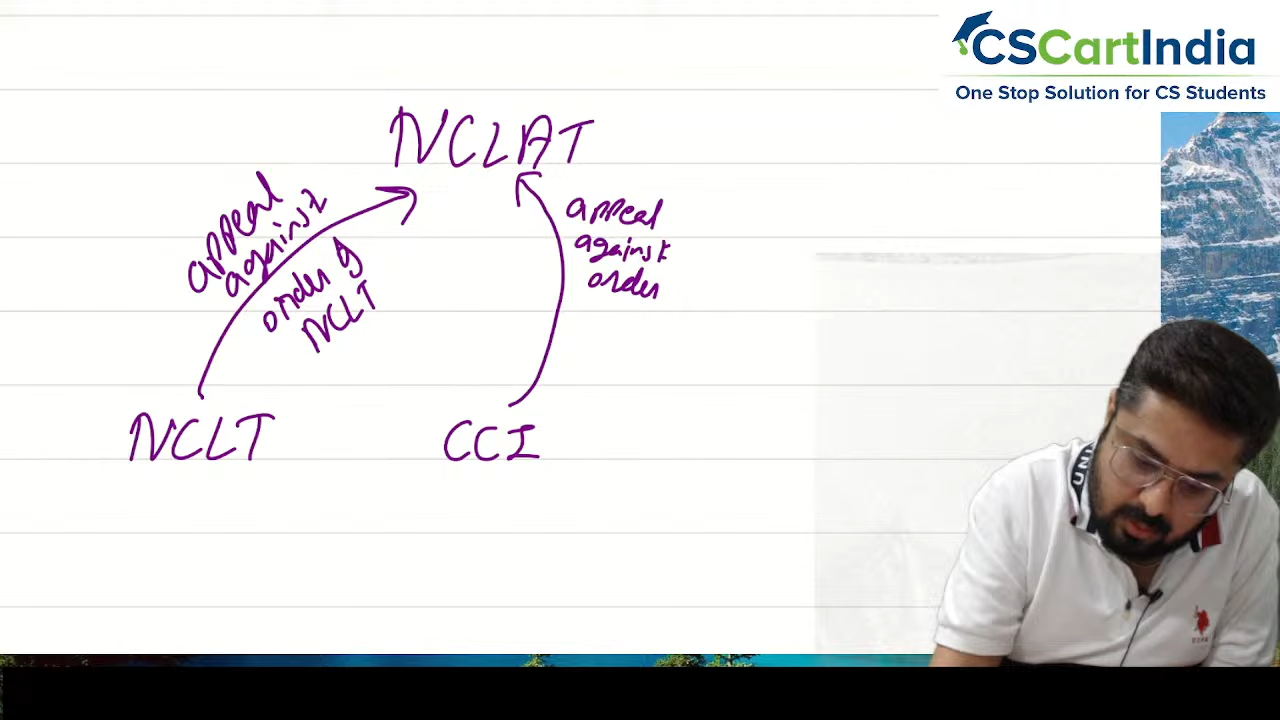 CSCartIndia
One Stop Solution for CS Students
NCLAT
appeal
against
order of
NCLT
appeal
against
order
NCLT
CCI